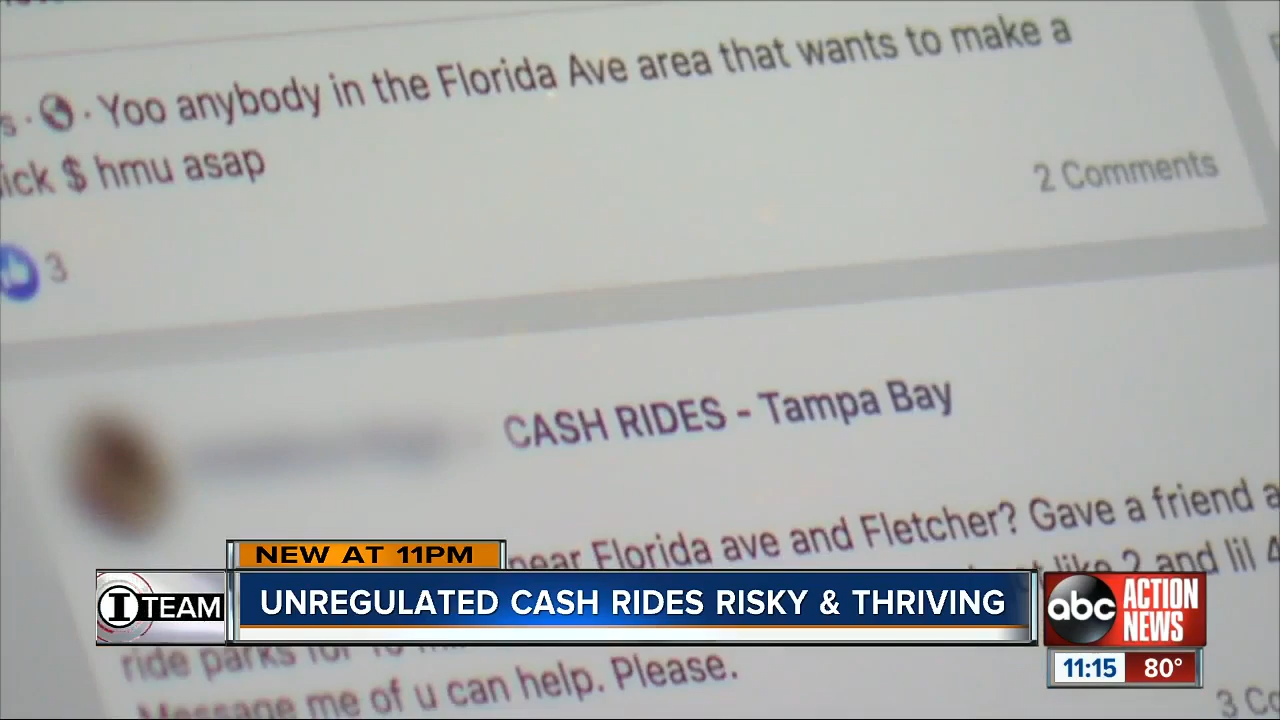 s · Yoo anybody in the Florida Ave area that wants to make a
ick $ hmu asap
2 Comments
3
CASH RIDES - Tampa Bay
near Florida ave and Fletcher? Gave a friend a
like 2 and lil 4
ride parks for
Message me of u can help. Please.
3 Co
NEW AT 11PM
I TEAM
UNREGULATED CASH RIDES RISKY & THRIVING
abc ACTION NEWS
11:15 80°